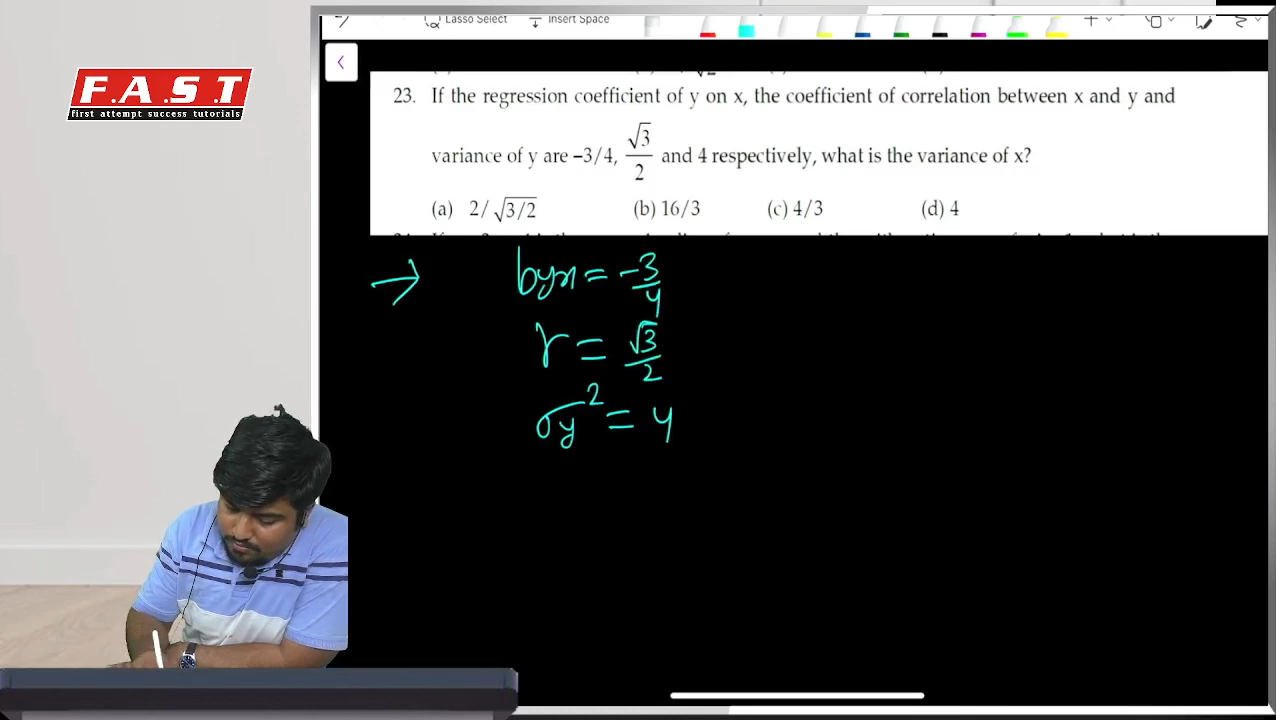 Lasso Select Insert Space
F.A.S.T
first attempt success tutorials
23. If the regression coefficient of y on x, the coefficient of correlation between x and y and
variance of y are –3/4, √3/2 and 4 respectively, what is the variance of x?
(a) 2/√3/2 (b) 16/3 (c) 4/3 (d) 4
→ byx = -3/4
r = √3/2
σy² = 4